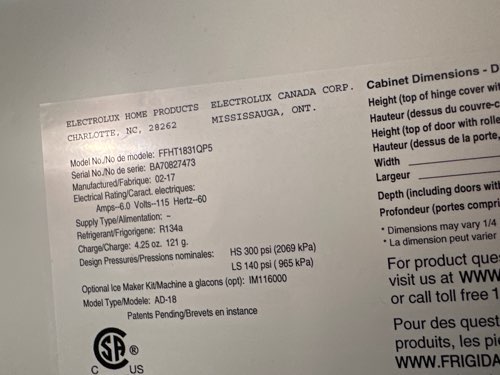 ELECTROLUX HOME PRODUCTS ELECTROLUX CANADA CORP.
CHARLOTTE, NC, 28262 MISSISSAUGA, ONT.
Model No./No de modele: FFHT1831QP5
Serial No./No de serie: BA70827473
Manufactured/Fabrique: 02-17
Electrical Rating/Caract. electriques:
Amps--6.0 Volts--115 Hertz--60
Supply Type/Alimentation: ~
Refrigerant/Frigorigene: R134a
Charge/Charge: 4.25 oz. 121 g.
Design Pressures/Pressions nominales: HS 300 psi (2069 kPa)
LS 140 psi ( 965 kPa)
Optional Ice Maker Kit/Machine a glacons (opt): IM116000
Model Type/Modele: AD-18
Patents Pending/Brevets en instance
CSA ®
C US
Cabinet Dimensions - D
Height (top of hinge cover wit
Hauteur (dessus du couvre-c
Height (top of door with rolle
Hauteur (dessus de la porte,
Width
Largeur
Depth (including doors with
Profondeur (portes compri
* Dimensions may vary 1/4
* La dimension peut varier
For product ques
visit us at WWW
or call toll free 1
Pour des quest
produits, les piè
WWW.FRIGIDA